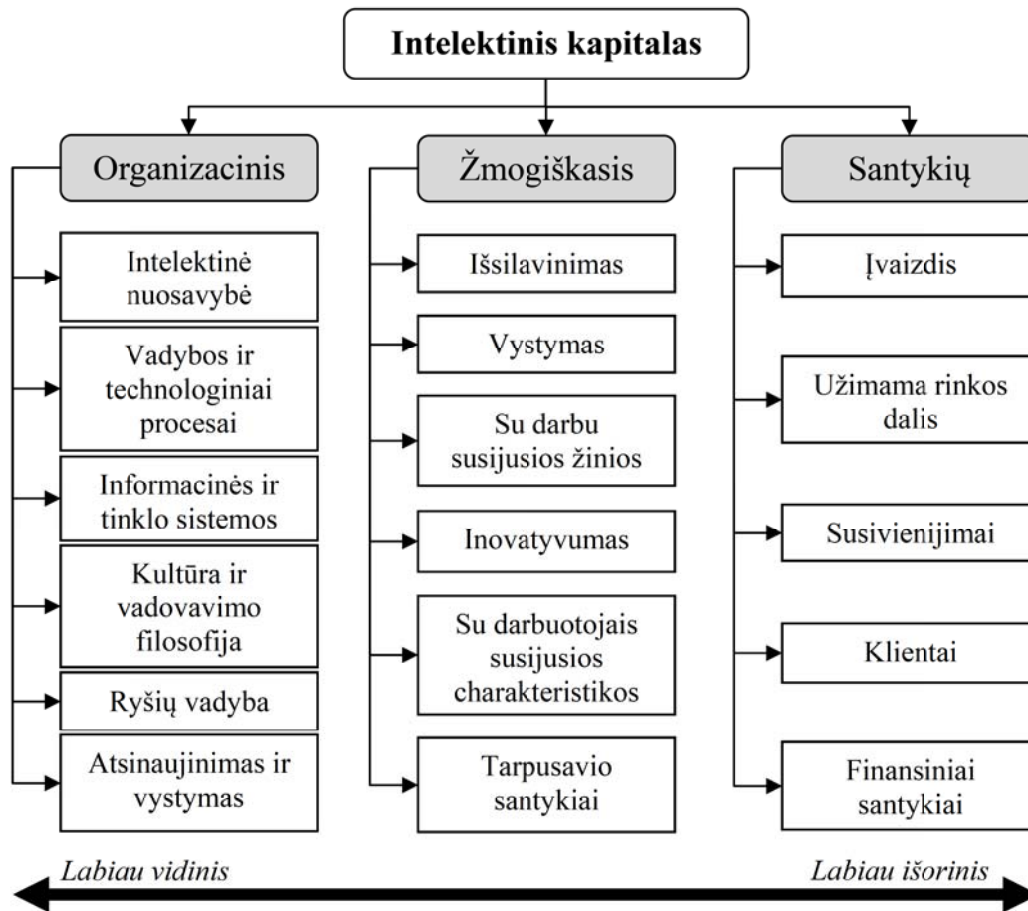 Intelektinis kapitalas
Organizacinis
Intelektinė
nuosavybė
Vadybos ir
technologiniai
procesai
Informacinės ir
tinklo sistemos
Kultūra ir
vadovavimo
filosofija
Ryšių vadyba
Atsinaujinimas ir
vystymas
Žmogiškasis
Išsilavinimas
Vystymas
Su darbu
susijusios žinios
Inovatyvumas
Su darbuotojais
susijusios
charakteristikos
Tarpusavio
santykiai
Santykių
Įvaizdis
Užimama rinkos
dalis
Susivienijimai
Klientai
Finansiniai
santykiai
Labiau vidinis
Labiau išorinis